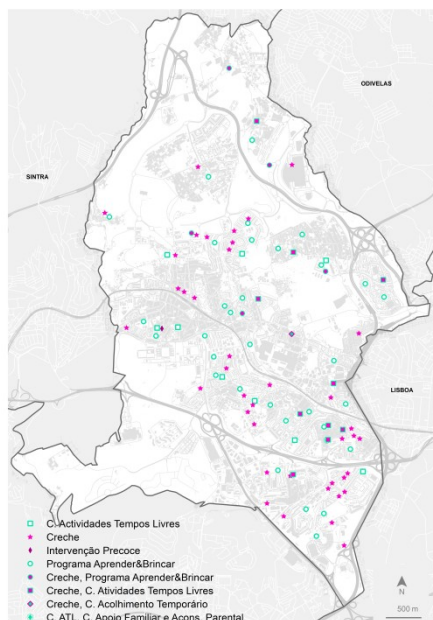 ODIVELAS
SINTRA
LISBOA
C. Actividades Tempos Livres
Creche
Intervenção Precoce
Programa Aprender&Brincar
Creche, Programa Aprender&Brincar
Creche, C. Atividades Tempos Livres
Creche, C. Acolhimento Temporário
C. ATL, C. Apoio Familiar e Acons. Parental
N
500 m